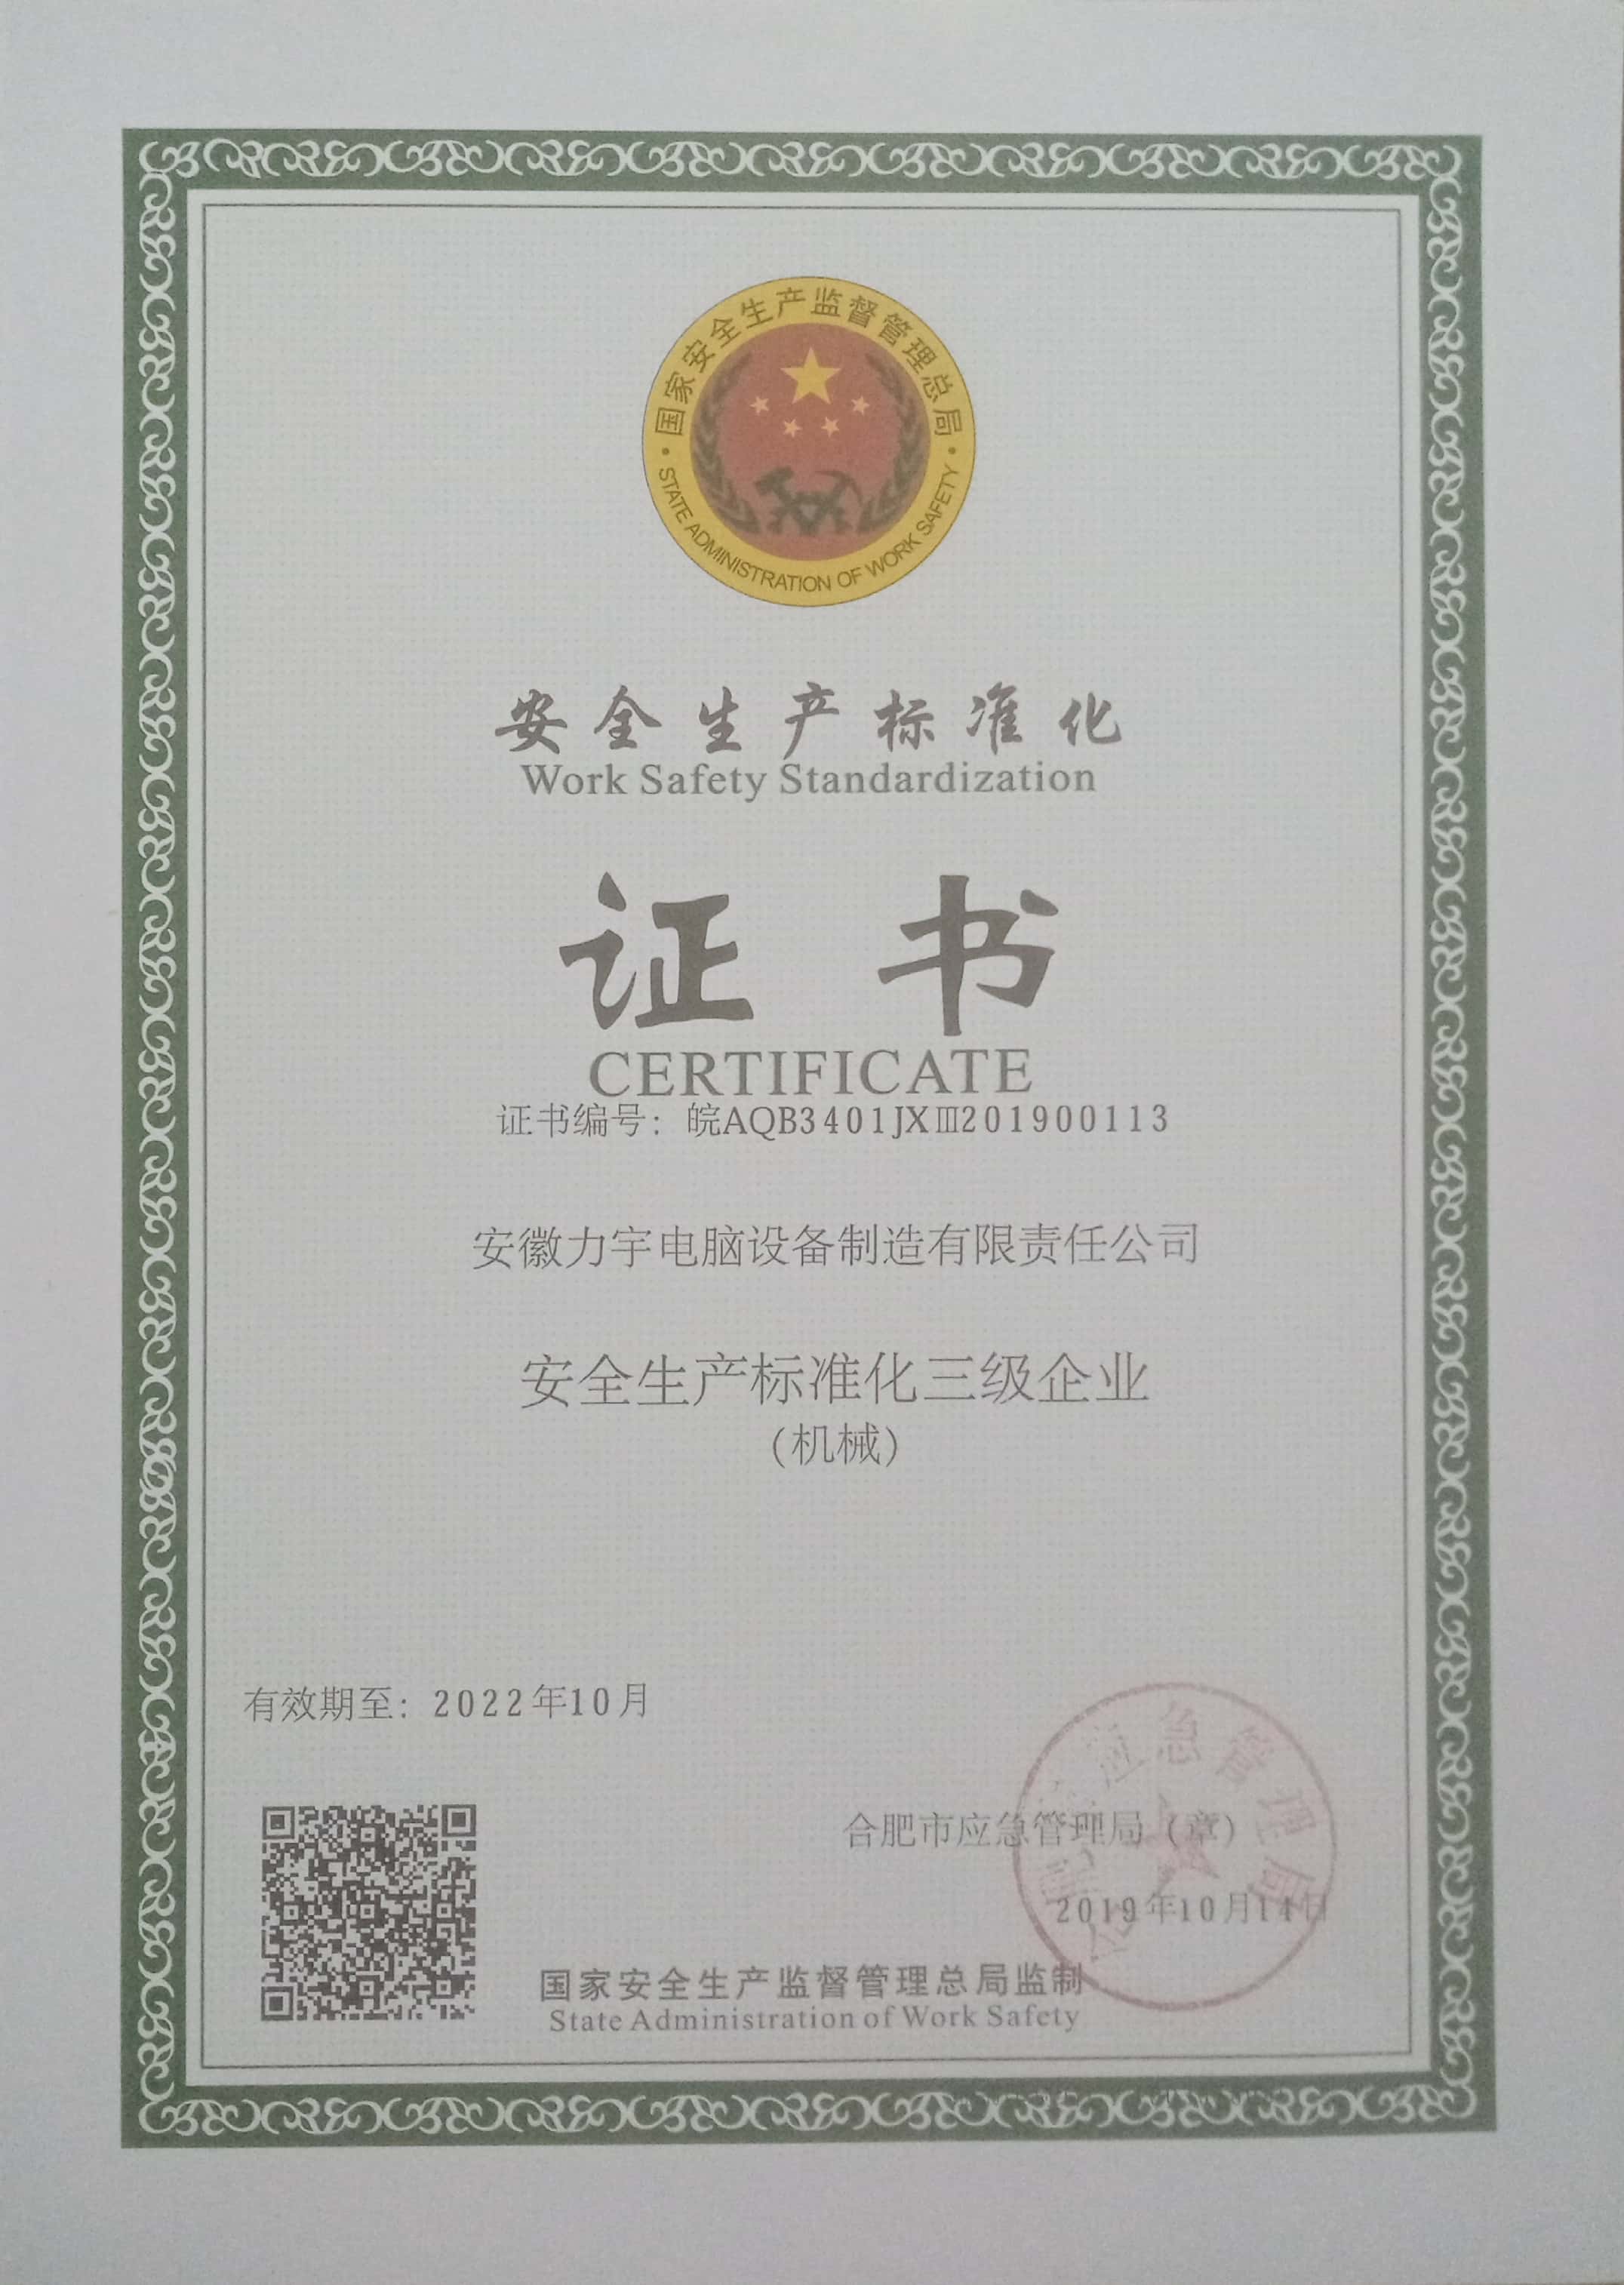 国家安全生产监督管理总局
STATE ADMINISTRATION OF WORK SAFETY
安全生产标准化
Work Safety Standardization
证书
CERTIFICATE
证书编号：皖AQB3401JXⅢ201900113
安徽力宇电脑设备制造有限责任公司
安全生产标准化三级企业
（机械）
有效期至：2022年10月
应急管理局
合肥市应急管理局（章）
2019年10月14日
国家安全生产监督管理总局监制
State Administration of Work Safety